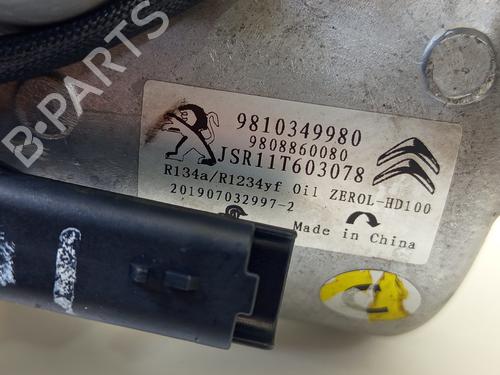 B-PARTS
9810349980
9808860080
JSR11T603078
R134a/R1234yf Oil ZEROL-HD100
201907032997-2
Made in China